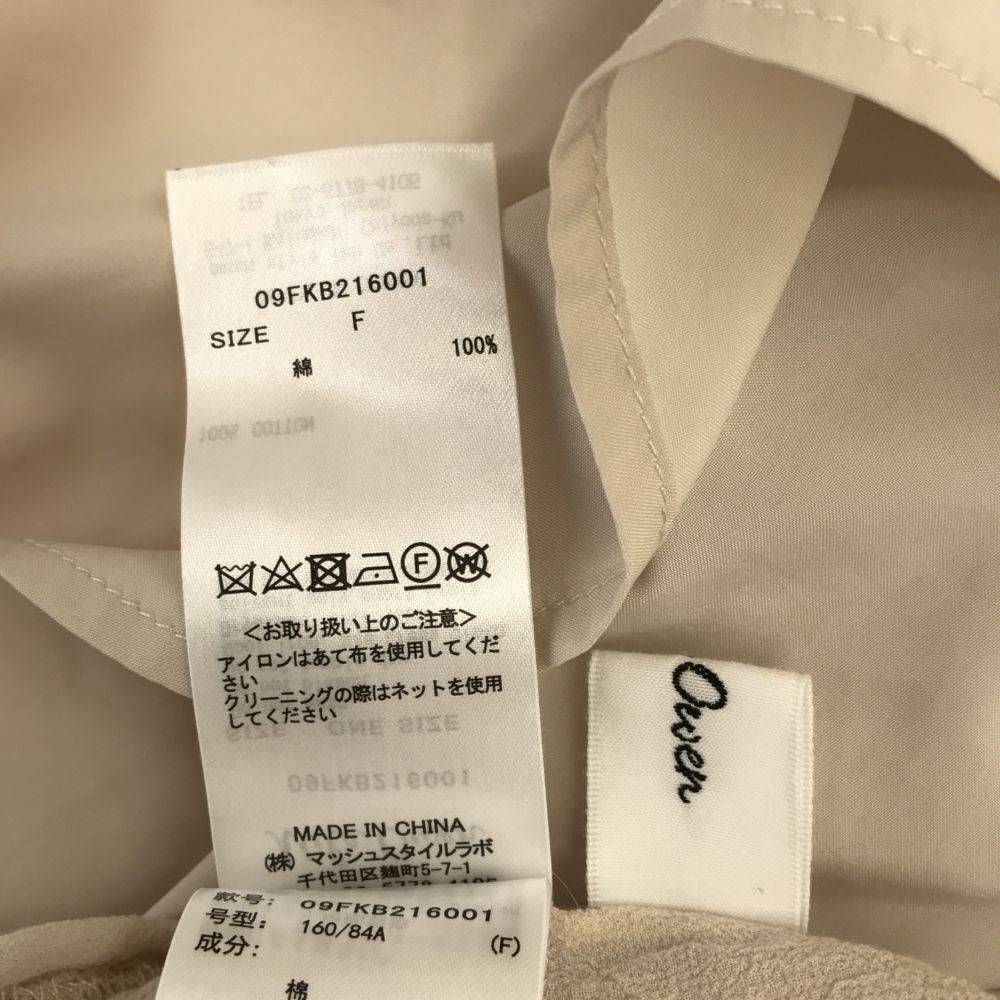 09FKB216001
SIZE F
綿 100%
<お取り扱い上のご注意>
アイロンはあて布を使用してくだ
さい
クリーニングの際はネットを使用
してください
MADE IN CHINA
(株) マッシュスタイルラボ
千代田区麹町5-7-1
款号: 09FKB216001
号型: 160/84A (F)
成分:
棉
Owen